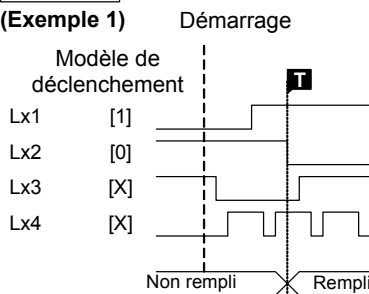 (Exemple 1) Démarrage
Modèle de
déclenchement
T
Lx1 [1]
Lx2 [0]
Lx3 [X]
Lx4 [X]
Non rempli Rempli